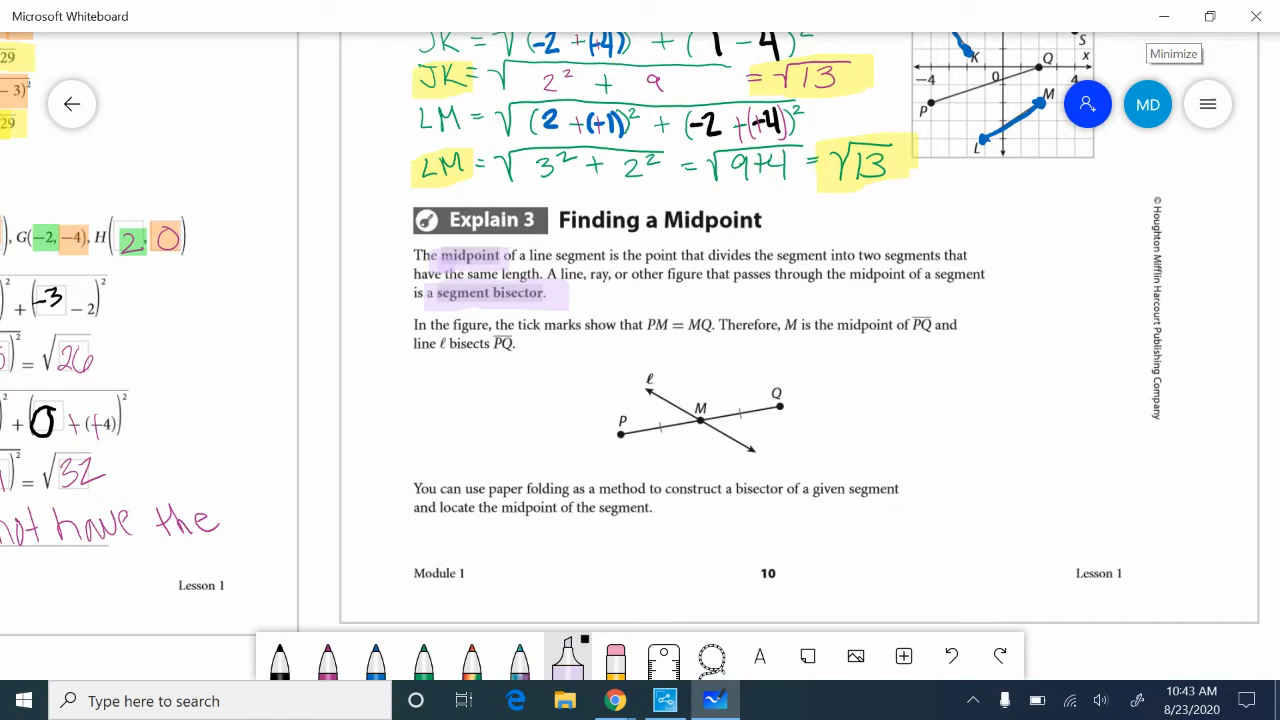 Microsoft Whiteboard
Minimize
MD
29
– 3)²
29
), G(–2, –4), H( 2, 0 )
+ (-3 – 2)²
= √26
+ (0 + (+4))²
= √32
not have the
Lesson 1
JK = √(-2 +(+4))² + (1 – 4)²
JK = √2² + 9 = √13
LM = √(2 +(+1))² + (-2 +(+4))²
LM = √3² + 2² = √9+4 = √13
S
K
Q
x
–4
0
4
P
M
L
Explain 3 Finding a Midpoint
The midpoint of a line segment is the point that divides the segment into two segments that
have the same length. A line, ray, or other figure that passes through the midpoint of a segment
is a segment bisector.
In the figure, the tick marks show that PM = MQ. Therefore, M is the midpoint of PQ and
line ℓ bisects PQ.
ℓ
Q
M
P
You can use paper folding as a method to construct a bisector of a given segment
and locate the midpoint of the segment.
Module 1
10
Lesson 1
© Houghton Mifflin Harcourt Publishing Company
A
Type here to search
10:43 AM
8/23/2020